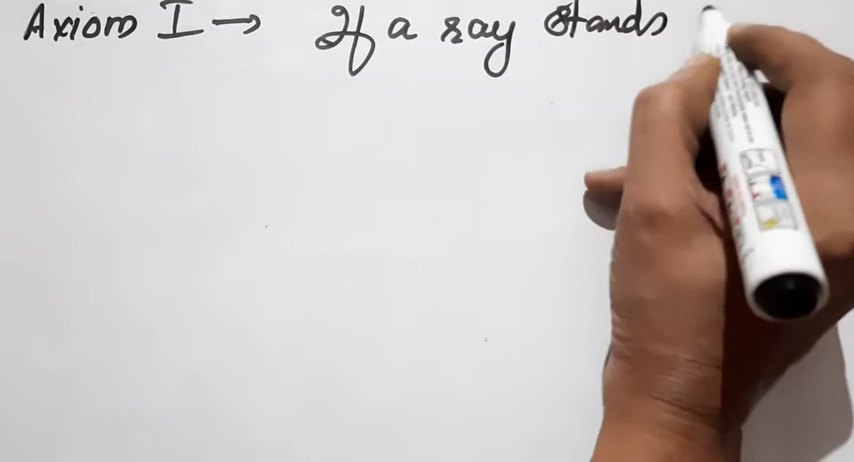 Axiom I → If a ray stands